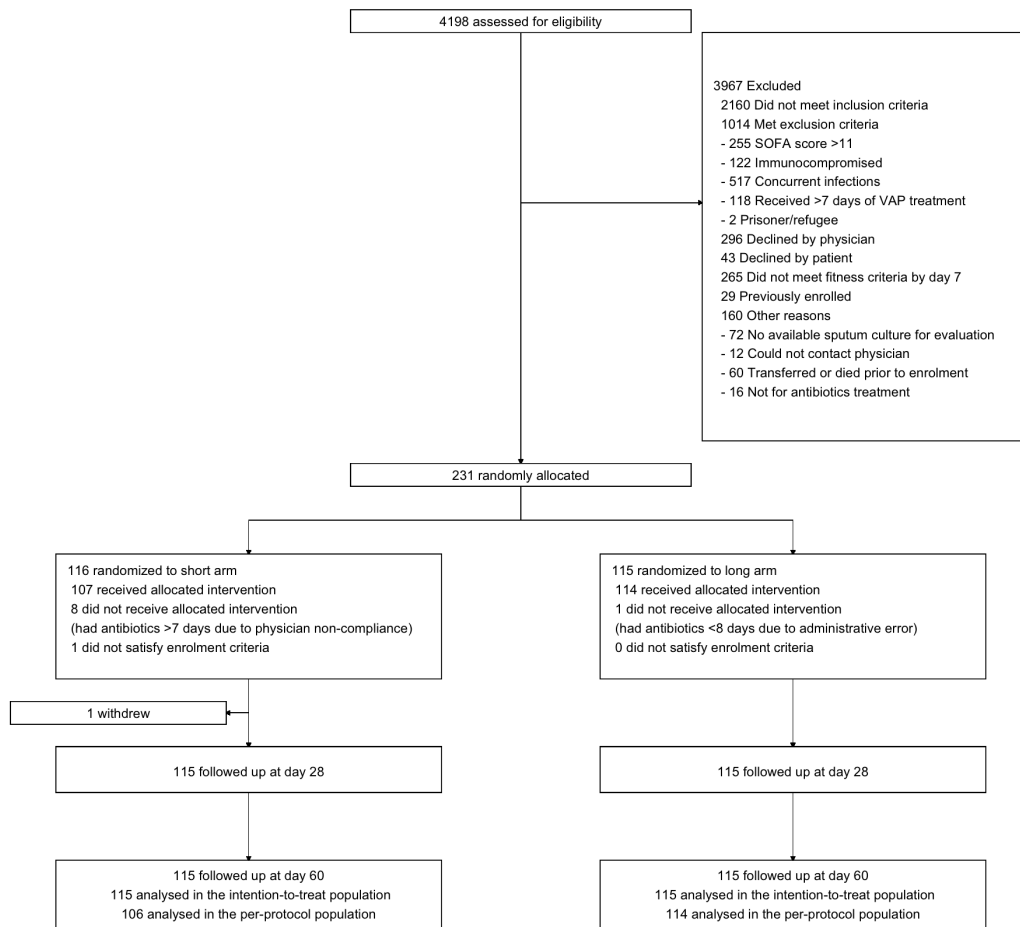 4198 assessed for eligibility
3967 Excluded
2160 Did not meet inclusion criteria
1014 Met exclusion criteria
- 255 SOFA score >11
- 122 Immunocompromised
- 517 Concurrent infections
- 118 Received >7 days of VAP treatment
- 2 Prisoner/refugee
296 Declined by physician
43 Declined by patient
265 Did not meet fitness criteria by day 7
29 Previously enrolled
160 Other reasons
- 72 No available sputum culture for evaluation
- 12 Could not contact physician
- 60 Transferred or died prior to enrolment
- 16 Not for antibiotics treatment
231 randomly allocated
116 randomized to short arm
107 received allocated intervention
8 did not receive allocated intervention
(had antibiotics >7 days due to physician non-compliance)
1 did not satisfy enrolment criteria
115 randomized to long arm
114 received allocated intervention
1 did not receive allocated intervention
(had antibiotics <8 days due to administrative error)
0 did not satisfy enrolment criteria
1 withdrew
115 followed up at day 28
115 followed up at day 28
115 followed up at day 60
115 analysed in the intention-to-treat population
106 analysed in the per-protocol population
115 followed up at day 60
115 analysed in the intention-to-treat population
114 analysed in the per-protocol population